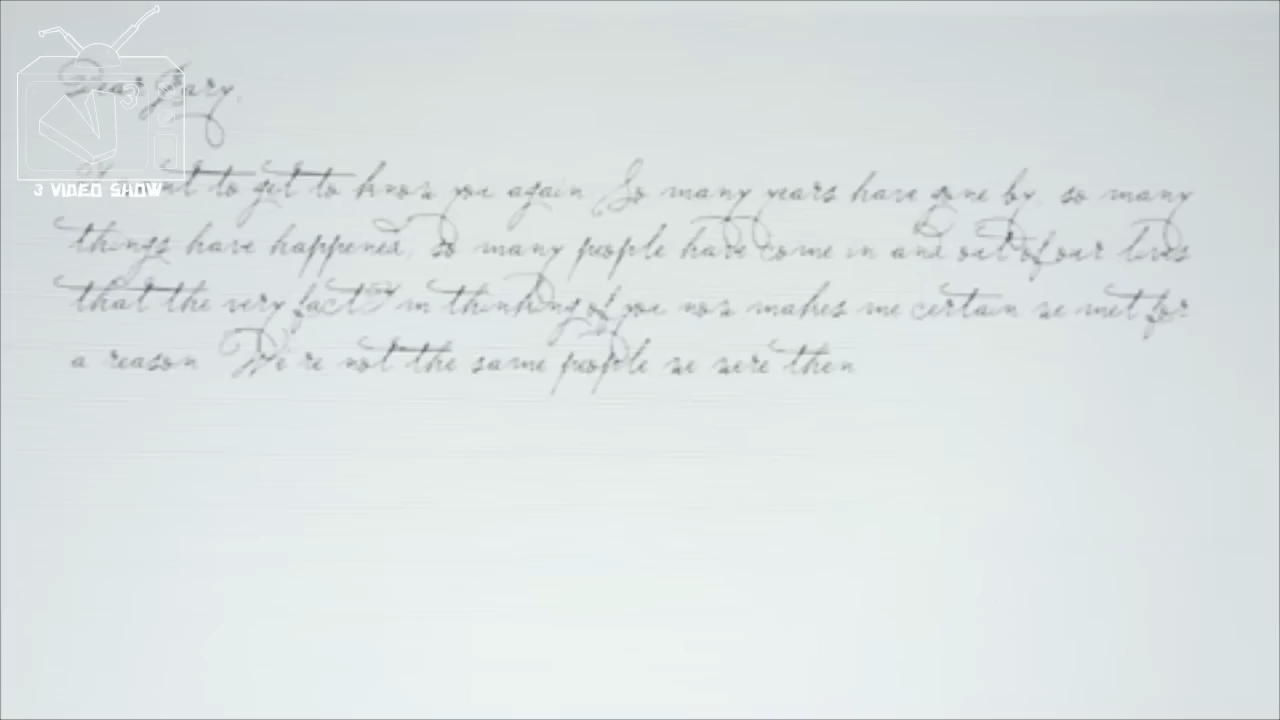 Dear Gary,
3 VIDEO SHOW
I want to get to know you again. So many years have gone by, so many
things have happened, so many people have come in and out of our lives
that the very fact I'm thinking of you now makes me certain we met for
a reason. We're not the same people we were then